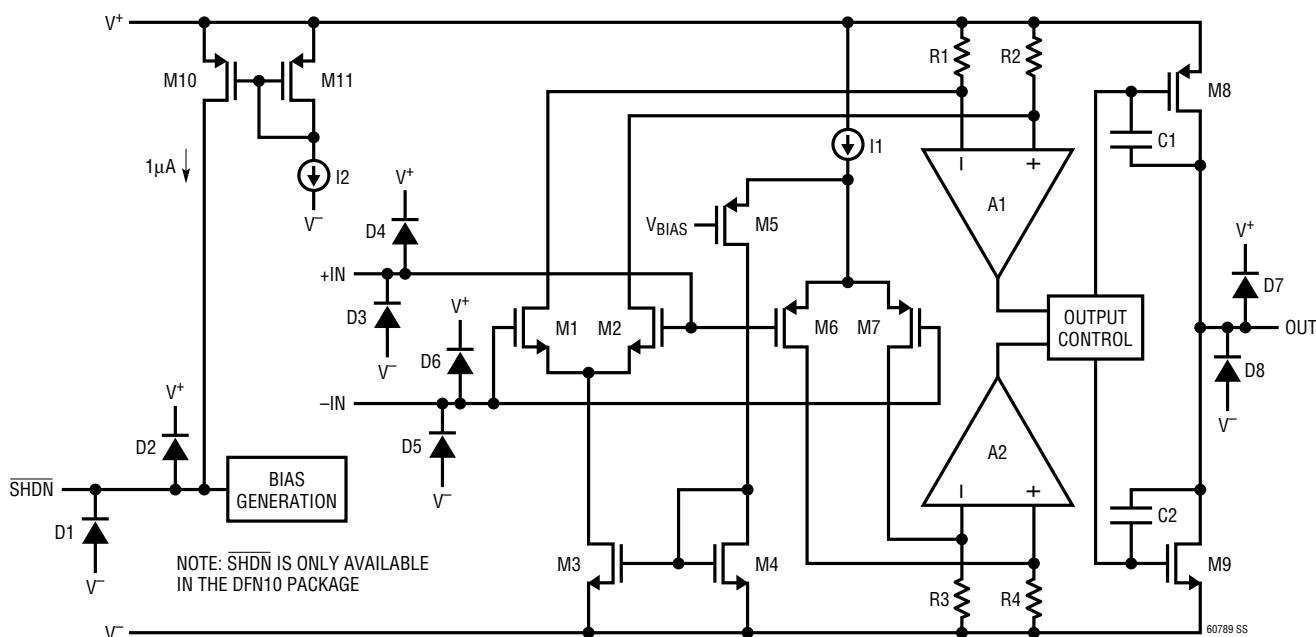 V⁺
R1
R2
M10
M11
M8
C1
1µA
I2
V⁻
I1
A1
V⁺
D4
V_BIAS
M5
V⁺
D7
+IN
D3
V⁻
V⁺
D6
M1
M2
M6
M7
OUTPUT
CONTROL
OUT
D8
V⁻
–IN
D5
V⁻
V⁺
D2
A2
SHDN
BIAS
GENERATION
D1
V⁻
C2
NOTE: SHDN IS ONLY AVAILABLE
IN THE DFN10 PACKAGE
M3
M4
M9
R3
R4
V⁻
– +
– +
60789 SS